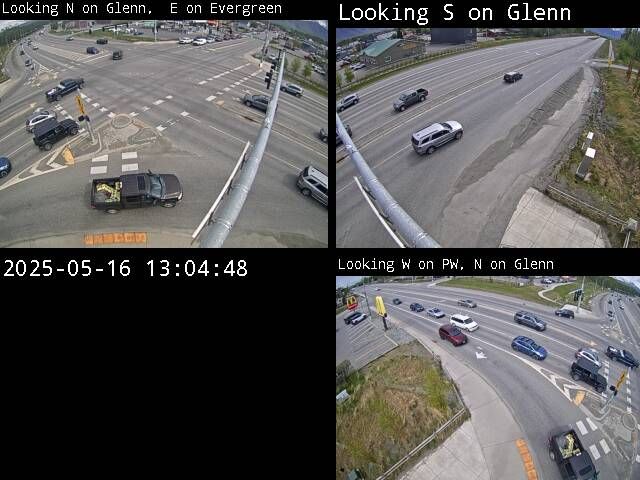 Looking N on Glenn,  E on Evergreen
Looking S on Glenn
2025-05-16 13:04:48
Looking W on PW, N on Glenn